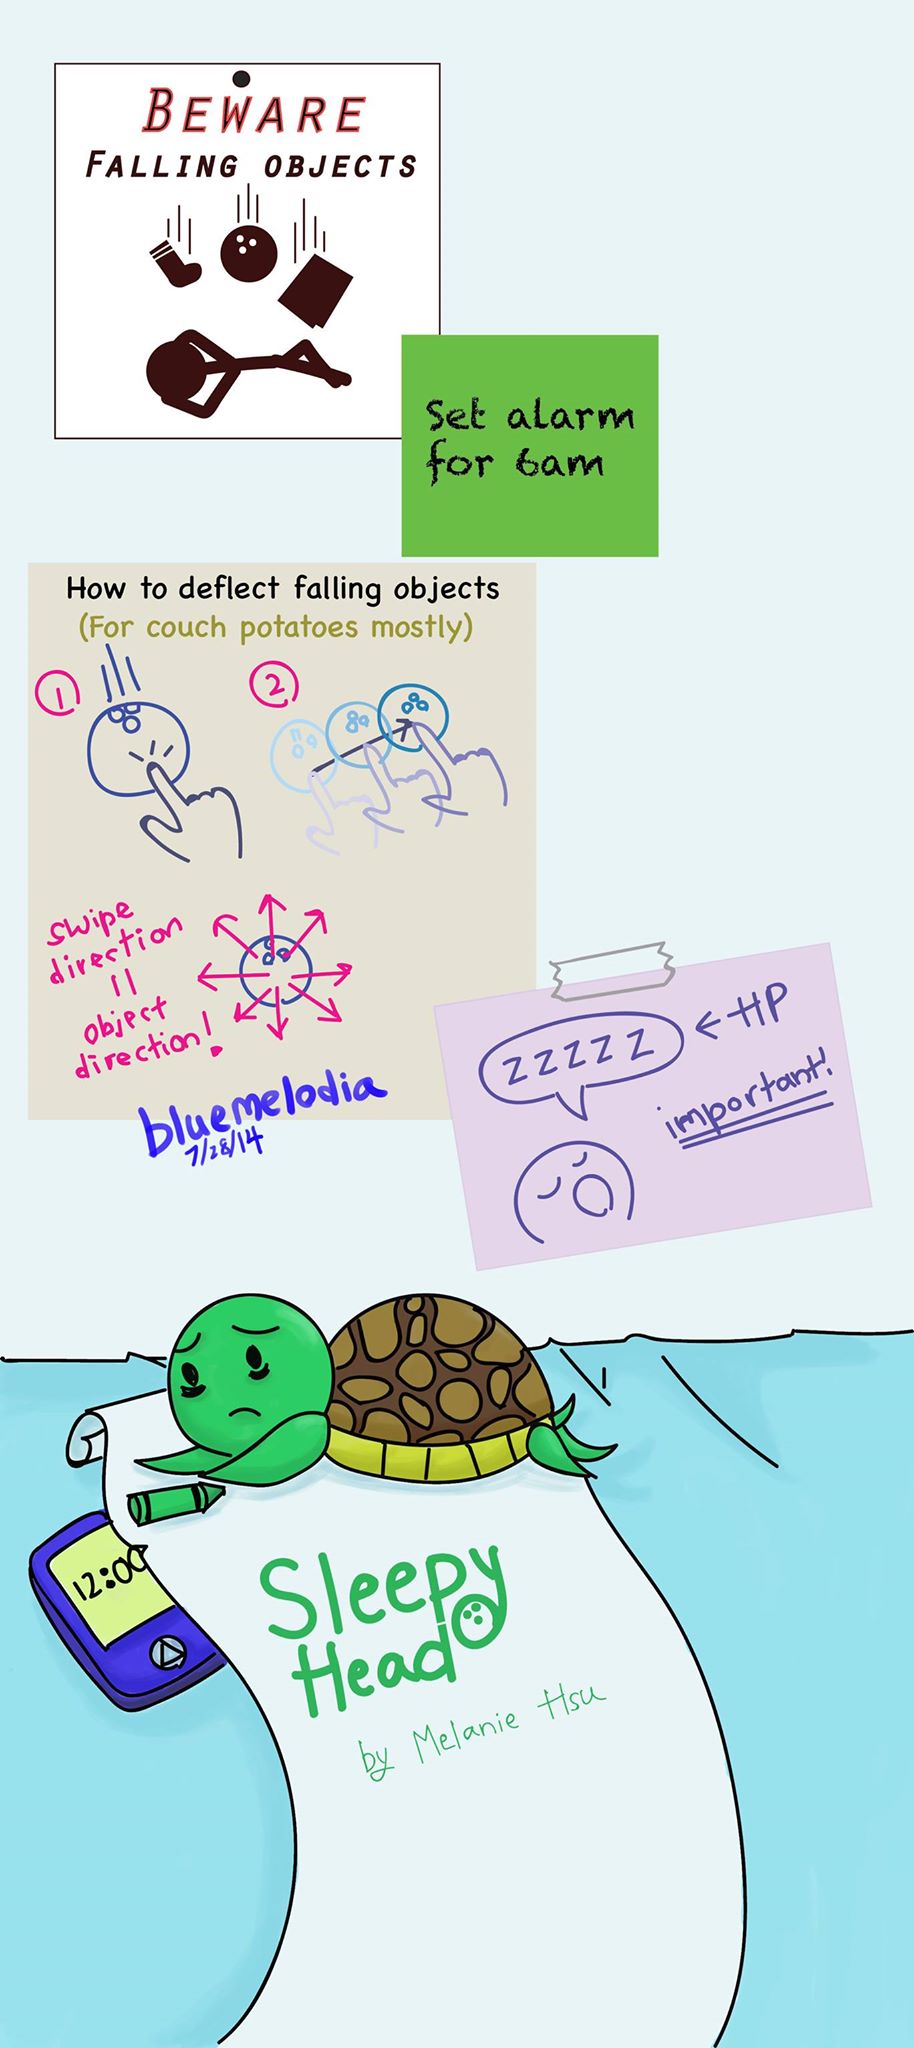 BEWARE
FALLING OBJECTS
Set alarm
for 6am
How to deflect falling objects
(For couch potatoes mostly)
1
2
swipe
direction
=
object
direction!
bluemelodia
7/28/14
ZZZZZ
←HP
important!
12:00
Sleepy
Head
by Melanie Hsu